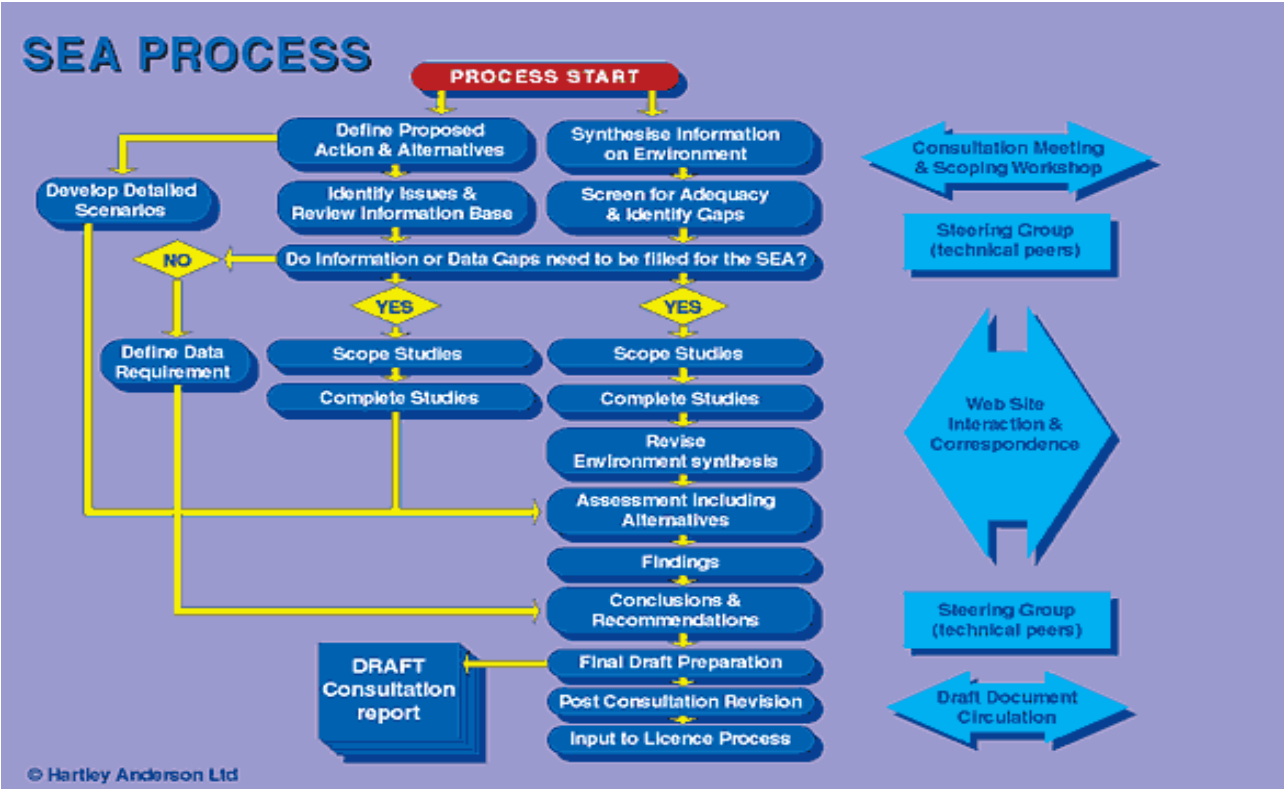 SEA PROCESS
PROCESS START
Define Proposed
Action & Alternatives
Synthesise Information
on Environment
Consultation Meeting
& Scoping Workshop
Develop Detailed
Scenarios
Identify Issues &
Review Information Base
Screen for Adequacy
& Identify Gaps
Steering Group
(technical peers)
NO
Do Information or Data Gaps need to be filled for the SEA?
YES
YES
Define Data
Requirement
Scope Studies
Scope Studies
Complete Studies
Complete Studies
Web Site
Interaction &
Correspondence
Revise
Environment synthesis
Assessment Including
Alternatives
Findings
Conclusions &
Recommendations
Steering Group
(technical peers)
DRAFT
Consultation
report
Final Draft Preparation
Post Consultation Revision
Input to Licence Process
Draft Document
Circulation
© Hartley Anderson Ltd